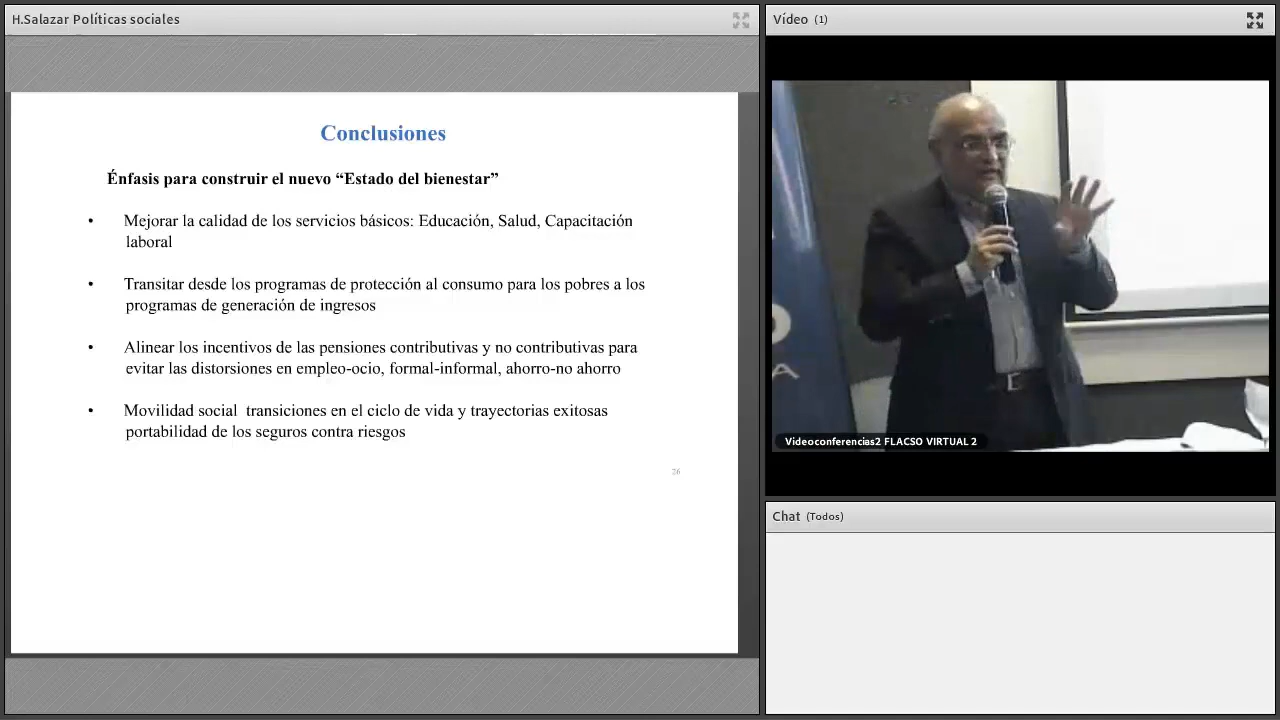 H.Salazar Políticas sociales
Conclusiones
Énfasis para construir el nuevo “Estado del bienestar”
• Mejorar la calidad de los servicios básicos: Educación, Salud, Capacitación
laboral
• Transitar desde los programas de protección al consumo para los pobres a los
programas de generación de ingresos
• Alinear los incentivos de las pensiones contributivas y no contributivas para
evitar las distorsiones en empleo-ocio, formal-informal, ahorro-no ahorro
• Movilidad social  transiciones en el ciclo de vida y trayectorias exitosas
portabilidad de los seguros contra riesgos
26
Vídeo (1)
A
Videoconferencias2 FLACSO VIRTUAL 2
Chat (Todos)